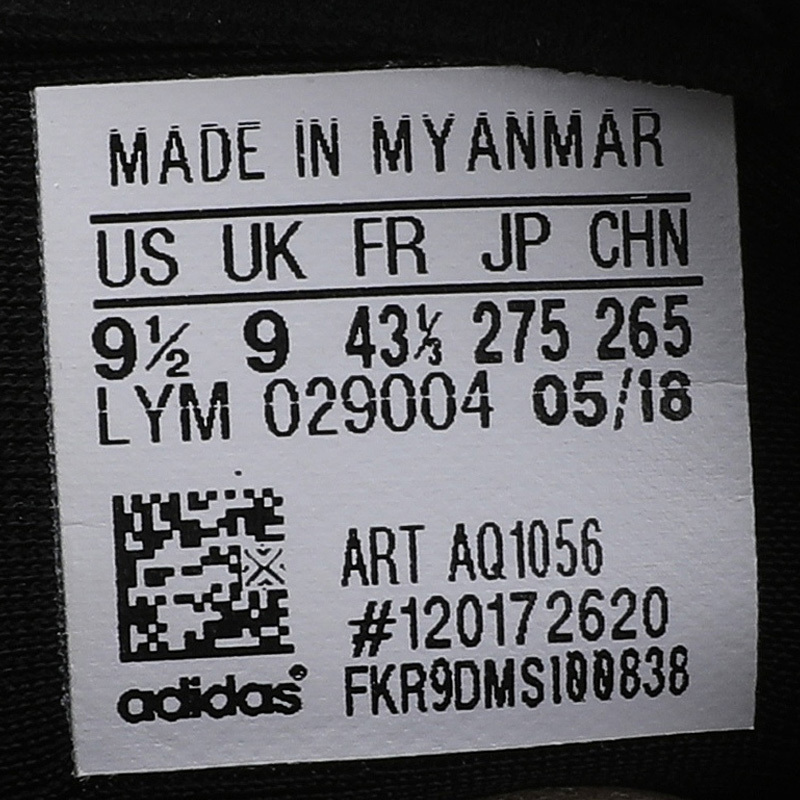 MADE IN MYANMAR
US UK FR JP CHN
9½ 9 43⅓ 275 265
LYM 029004 05/18
ART AQ1056
#120172620
adidas® FKR9DMS100838